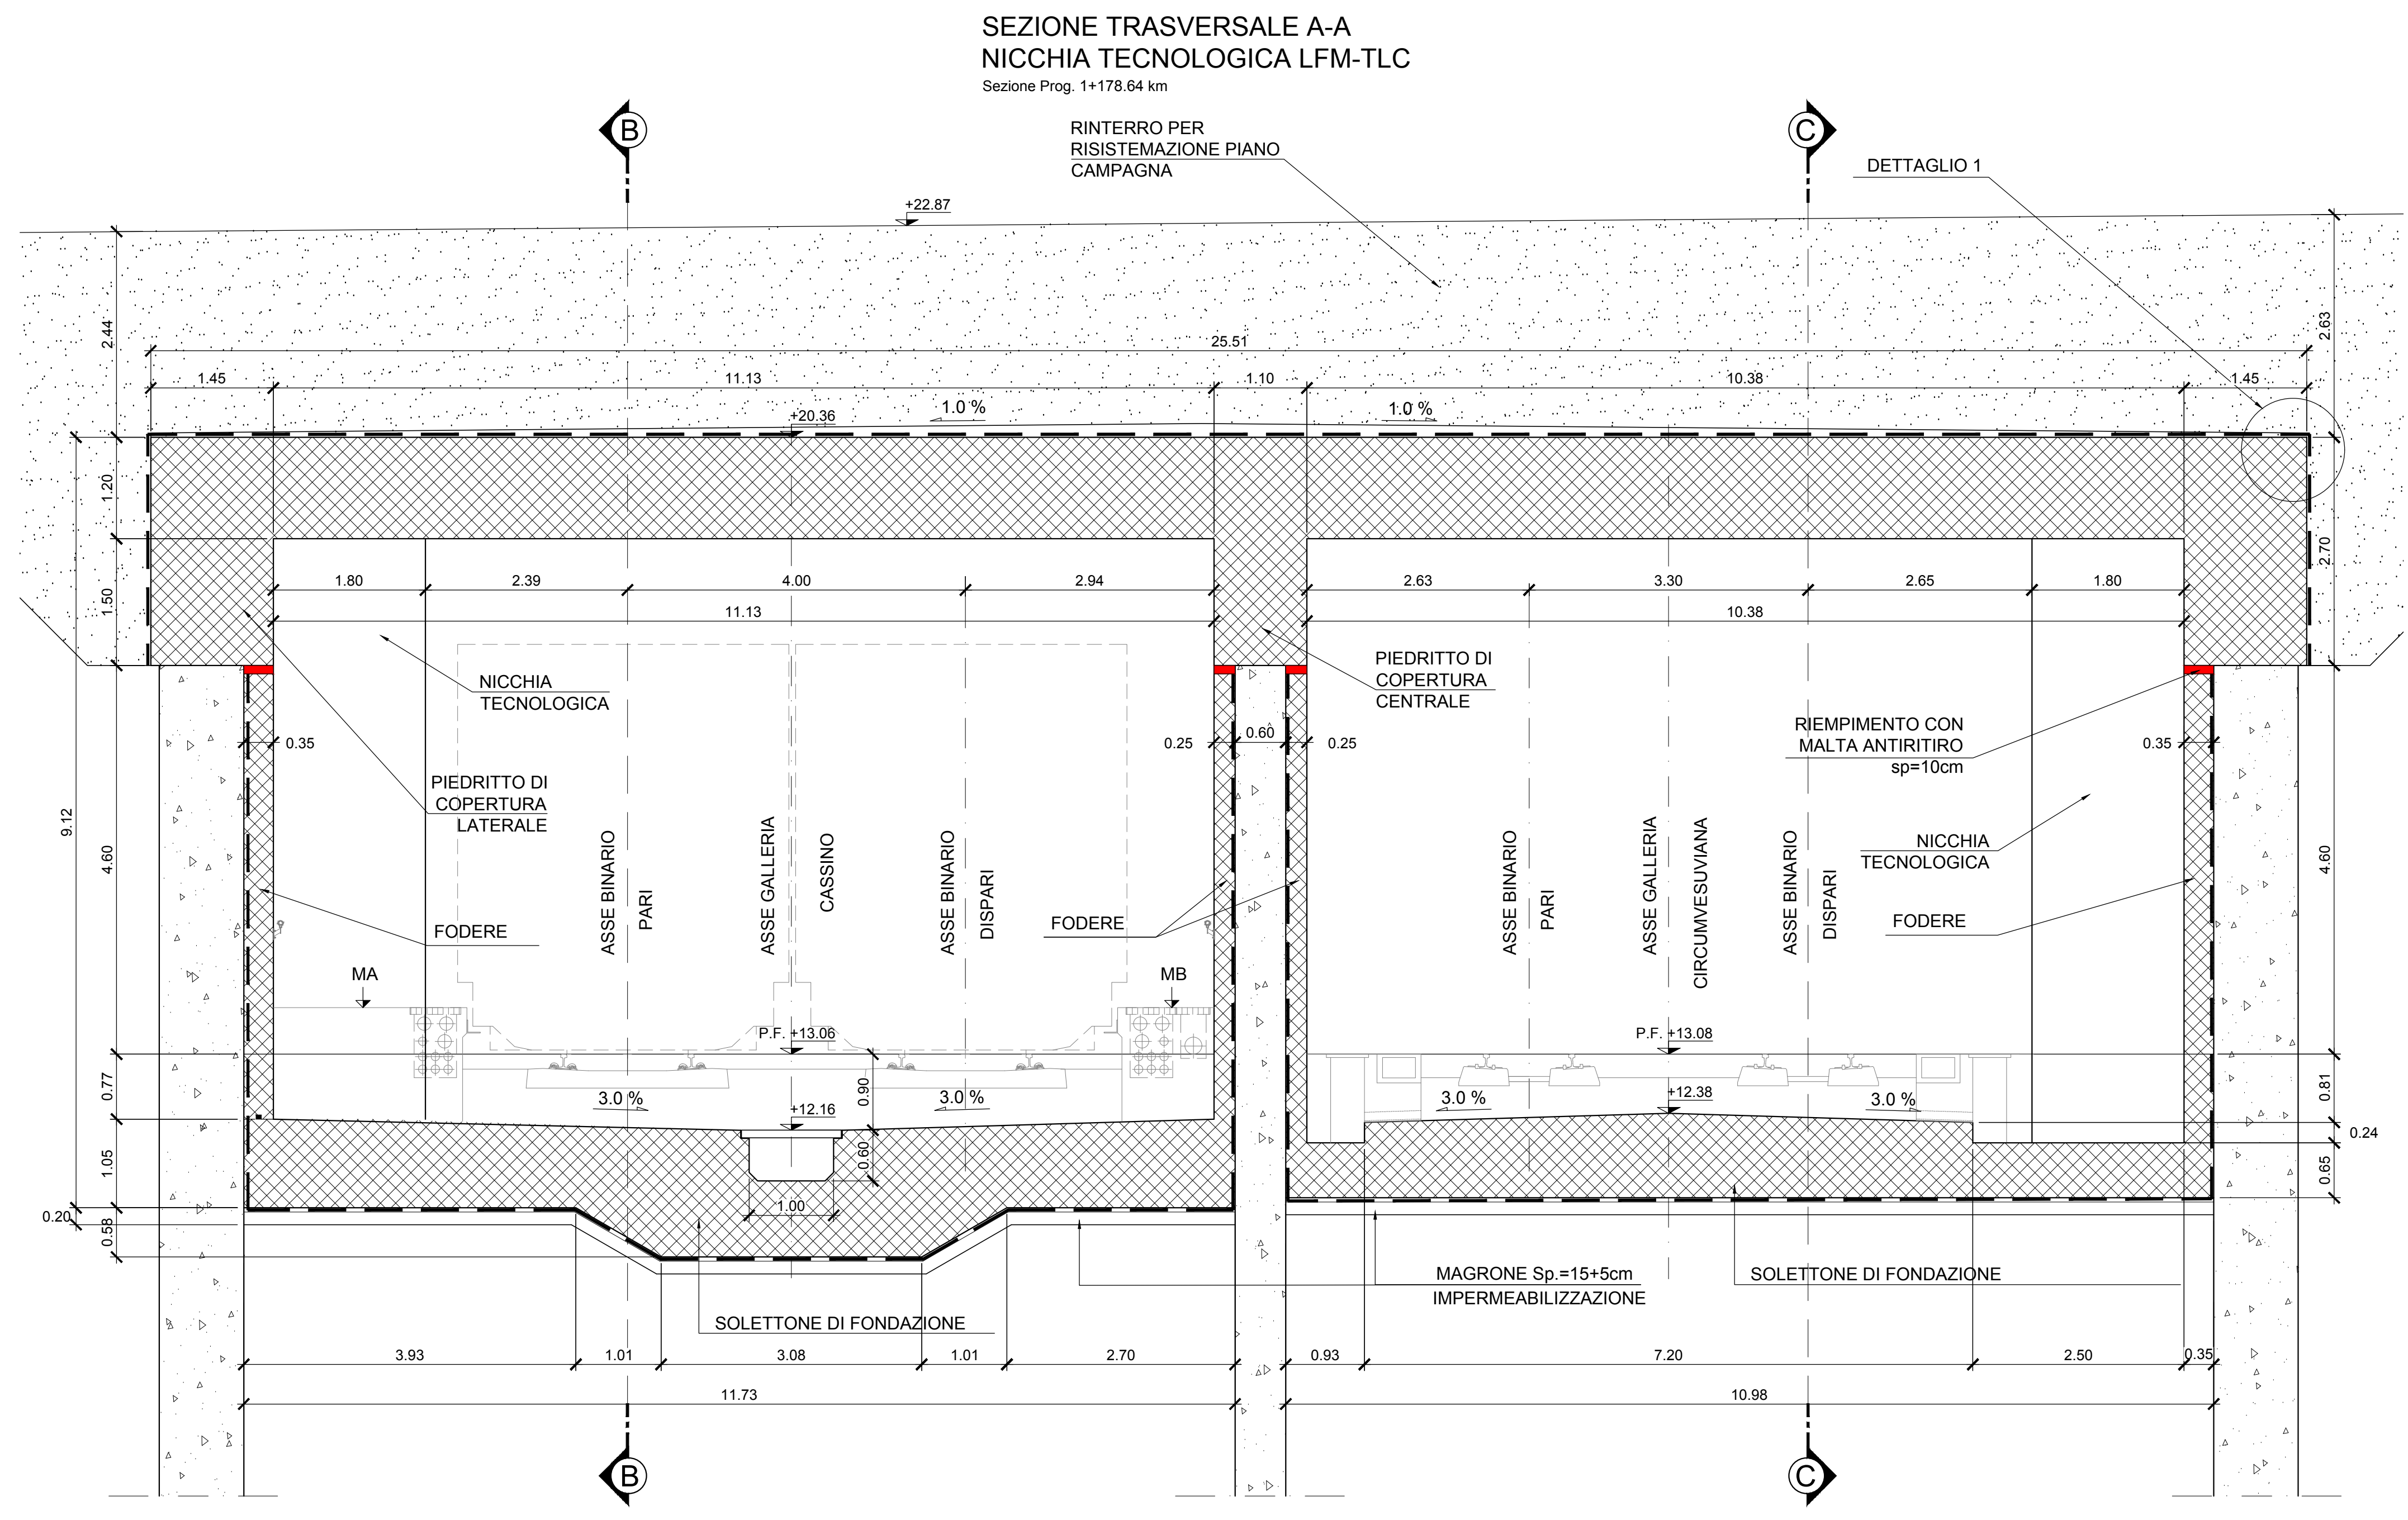 SEZIONE TRASVERSALE A-A
NICCHIA TECNOLOGICA LFM-TLC
Sezione Prog. 1+178.64 km
B
C
RINTERRO PER
RISISTEMAZIONE PIANO
CAMPAGNA
DETTAGLIO 1
+22.87
2.44
2.63
25.51
1.45
11.13
1.10
10.38
1.45
+20.36
1.0 %
1.0 %
1.20
1.50
2.70
1.80
2.39
4.00
2.94
2.63
3.30
2.65
1.80
11.13
10.38
NICCHIA
TECNOLOGICA
PIEDRITTO DI
COPERTURA
CENTRALE
RIEMPIMENTO CON
MALTA ANTIRITIRO
sp=10cm
0.35
0.25
0.60
0.25
0.35
PIEDRITTO DI
COPERTURA
LATERALE
9.12
4.60
4.60
ASSE BINARIO
PARI
ASSE GALLERIA
CASSINO
ASSE BINARIO
DISPARI
ASSE BINARIO
PARI
ASSE GALLERIA
CIRCUMVESUVIANA
ASSE BINARIO
DISPARI
NICCHIA
TECNOLOGICA
FODERE
FODERE
FODERE
MA
MB
P.F. +13.06
P.F. +13.08
0.77
0.90
0.81
3.0 %
3.0 %
+12.16
3.0 %
+12.38
3.0 %
0.24
1.05
0.60
0.65
1.00
0.20
0.58
MAGRONE Sp.=15+5cm
IMPERMEABILIZZAZIONE
SOLETTONE DI FONDAZIONE
SOLETTONE DI FONDAZIONE
3.93
1.01
3.08
1.01
2.70
0.93
7.20
2.50
0.35
11.73
10.98
B
C